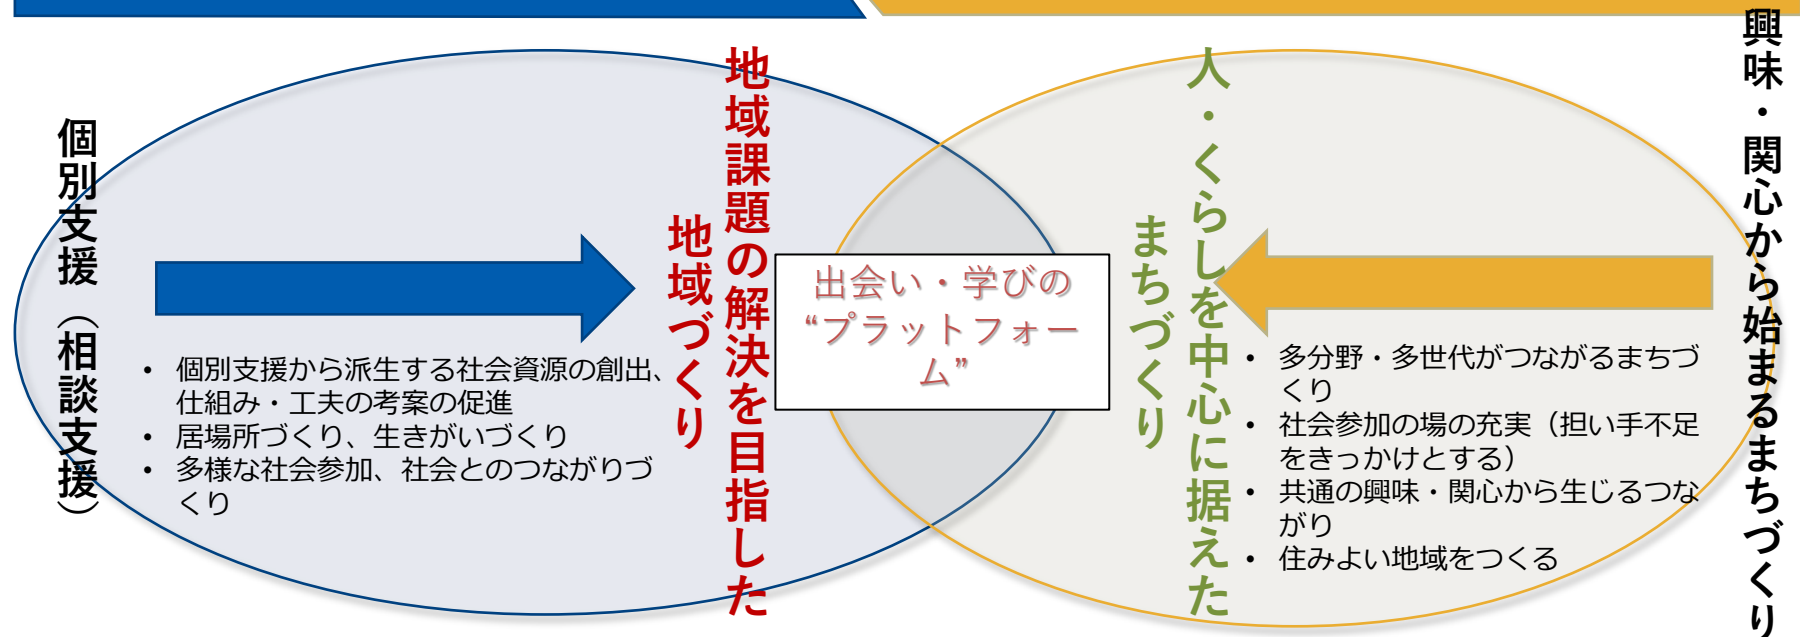 個別支援（相談支援）
• 個別支援から派生する社会資源の創出、
仕組み・工夫の考案の促進
• 居場所づくり、生きがいづくり
• 多様な社会参加、社会とのつながりづ
くり
地域課題の解決を目指した
地域づくり
出会い・学びの
“プラットフォー
ム”
人・くらしを中心に据えた
まちづくり
• 多分野・多世代がつながるまちづ
くり
• 社会参加の場の充実（担い手不足
をきっかけとする）
• 共通の興味・関心から生じるつな
がり
• 住みよい地域をつくる
興味・関心から始まるまちづくり